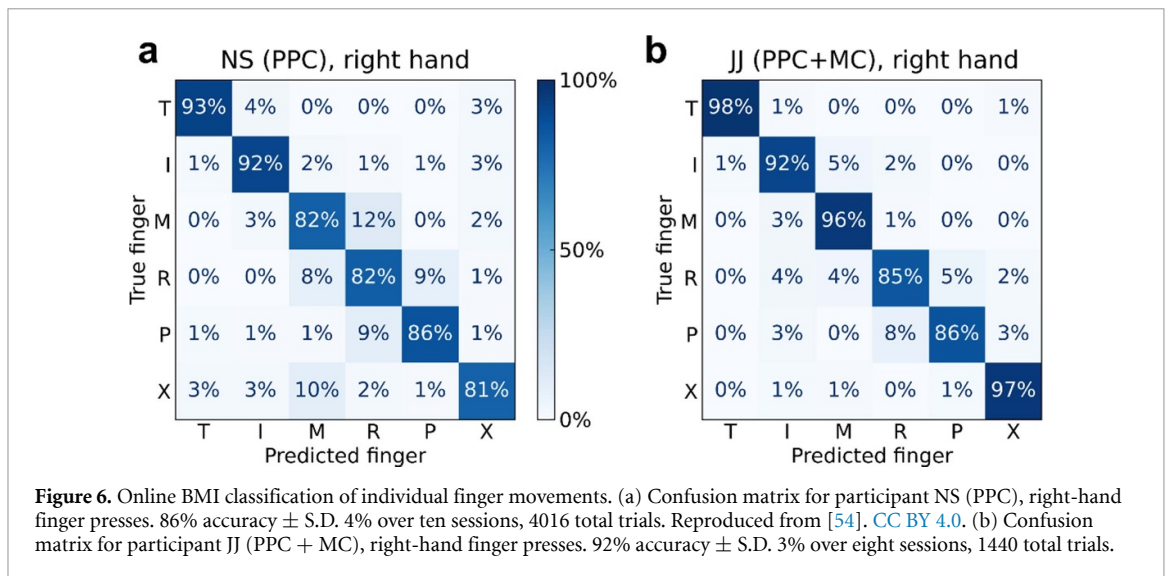 a
NS (PPC), right hand
True finger
T 93% 4% 0% 0% 0% 3%
I 1% 92% 2% 1% 1% 3%
M 0% 3% 82% 12% 0% 2%
R 0% 0% 8% 82% 9% 1%
P 1% 1% 1% 9% 86% 1%
X 3% 3% 10% 2% 1% 81%
T I M R P X
Predicted finger
100%
50%
0%
b
JJ (PPC+MC), right hand
True finger
T 98% 1% 0% 0% 0% 1%
I 1% 92% 5% 2% 0% 0%
M 0% 3% 96% 1% 0% 0%
R 0% 4% 4% 85% 5% 2%
P 0% 3% 0% 8% 86% 3%
X 0% 1% 1% 0% 1% 97%
T I M R P X
Predicted finger
Figure 6. Online BMI classification of individual finger movements. (a) Confusion matrix for participant NS (PPC), right-hand
finger presses. 86% accuracy ± S.D. 4% over ten sessions, 4016 total trials. Reproduced from [54]. CC BY 4.0. (b) Confusion
matrix for participant JJ (PPC + MC), right-hand finger presses. 92% accuracy ± S.D. 3% over eight sessions, 1440 total trials.